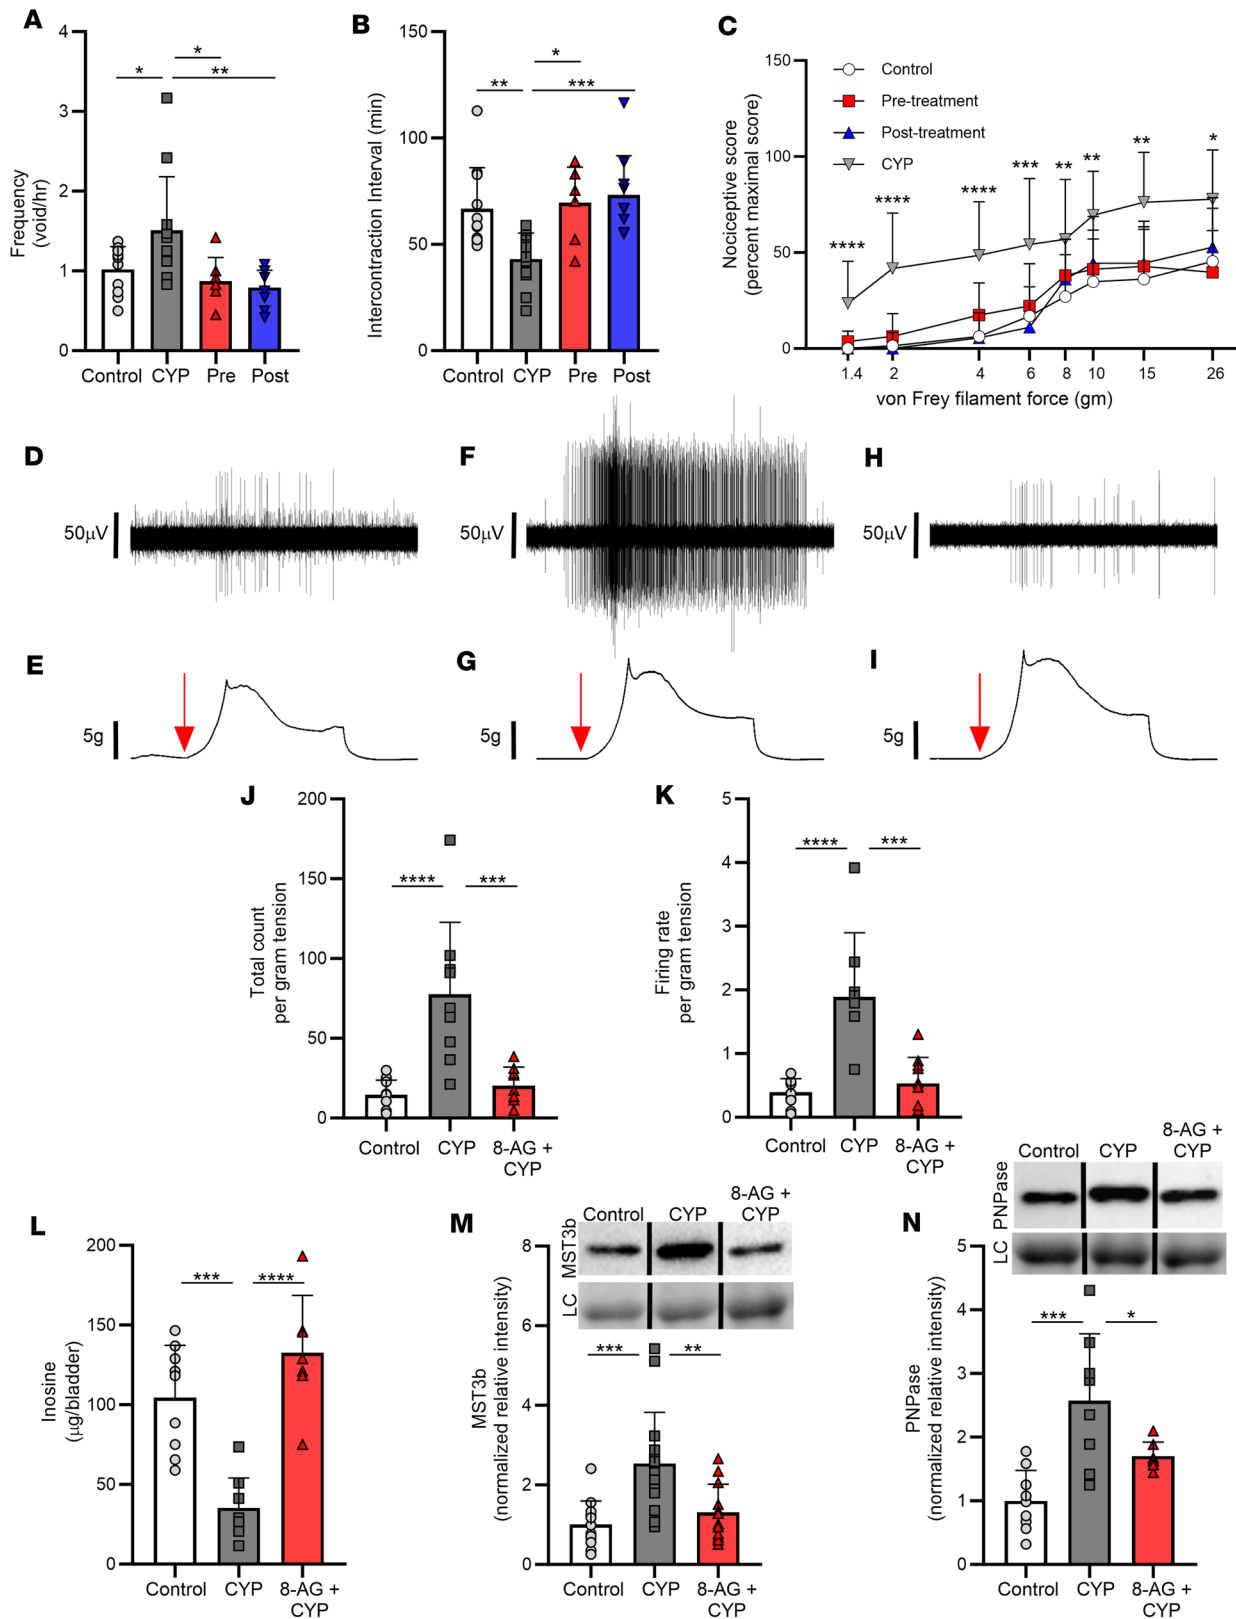 A
Frequency
(void/hr)
4
3
2
1
0
*
*
**
Control CYP Pre Post
B
Intercontraction Interval (min)
150
100
50
0
**
*
***
Control CYP Pre Post
C
Nociceptive score
(percent maximal score)
150
100
50
0
Control
Pre-treatment
Post-treatment
CYP
**** **** **** *** ** ** ** *
1.4 2 4 6 8 10 15 26
von Frey filament force (gm)
D
50µV
F
50µV
H
50µV
E
5g
G
5g
I
5g
J
Total count
per gram tension
200
150
100
50
0
**** ***
Control CYP 8-AG +
CYP
K
Firing rate
per gram tension
5
4
3
2
1
0
**** ***
Control CYP 8-AG +
CYP
L
Inosine
(µg/bladder)
200
150
100
50
0
*** ****
Control CYP 8-AG +
CYP
M
Control CYP 8-AG +
CYP
MST3b
LC
MST3b
(normalized relative intensity)
8
6
4
2
0
*** **
Control CYP 8-AG +
CYP
N
Control CYP 8-AG +
CYP
PNPase
LC
PNPase
(normalized relative intensity)
5
4
3
2
1
0
*** *
Control CYP 8-AG +
CYP